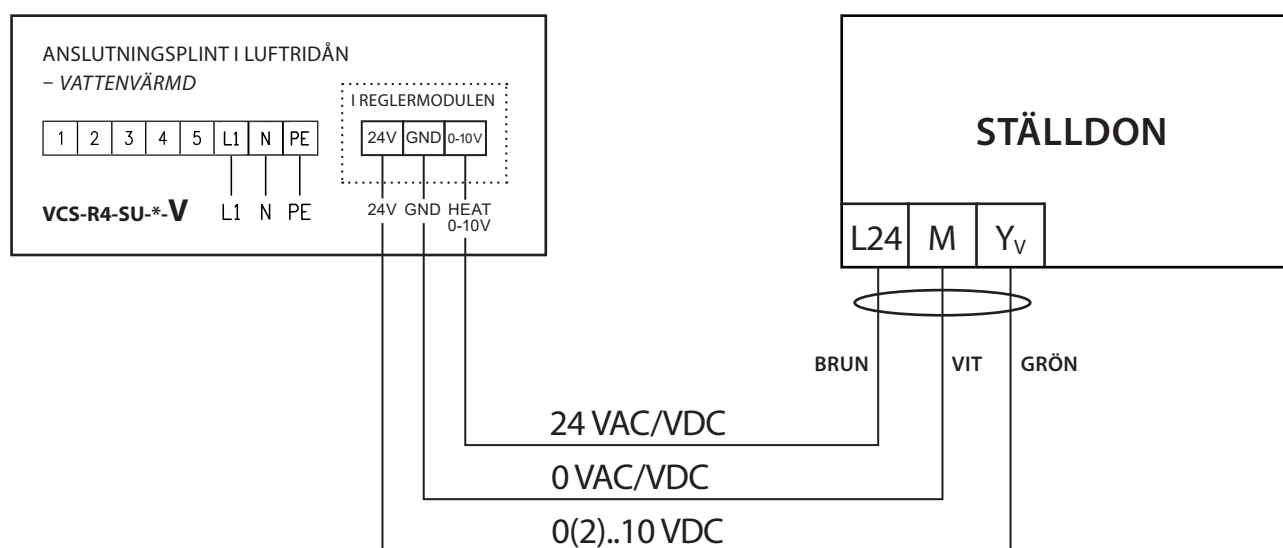 ANSLUTNINGSPLINT I LUFTRIDÅN
– VATTENVÄRMD
I REGLERMODULEN
1 2 3 4 5 L1 N PE
24V GND 0-10V
VCS-R4-SU-*-V L1 N PE
24V GND HEAT
0-10V
STÄLLDON
L24 M YV
BRUN VIT GRÖN
24 VAC/VDC
0 VAC/VDC
0(2)..10 VDC